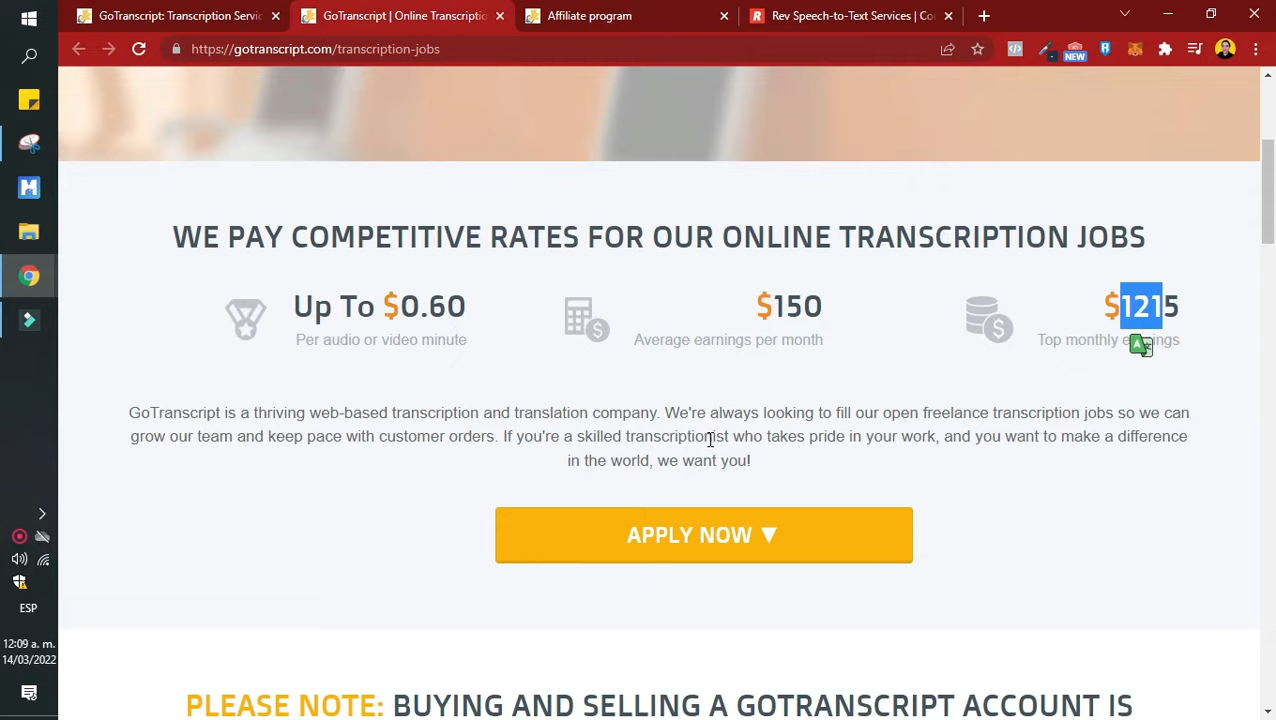 GoTranscript: Transcription Servic
GoTranscript | Online Transcriptio
Affiliate program
Rev Speech-to-Text Services | Co
https://gotranscript.com/transcription-jobs
NEW
WE PAY COMPETITIVE RATES FOR OUR ONLINE TRANSCRIPTION JOBS
Up To $0.60
Per audio or video minute
$150
Average earnings per month
$1215
Top monthly earnings
GoTranscript is a thriving web-based transcription and translation company. We're always looking to fill our open freelance transcription jobs so we can
grow our team and keep pace with customer orders. If you're a skilled transcriptionist who takes pride in your work, and you want to make a difference
in the world, we want you!
APPLY NOW ▼
PLEASE NOTE: BUYING AND SELLING A GOTRANSCRIPT ACCOUNT IS
ESP
12:09 a. m.
14/03/2022